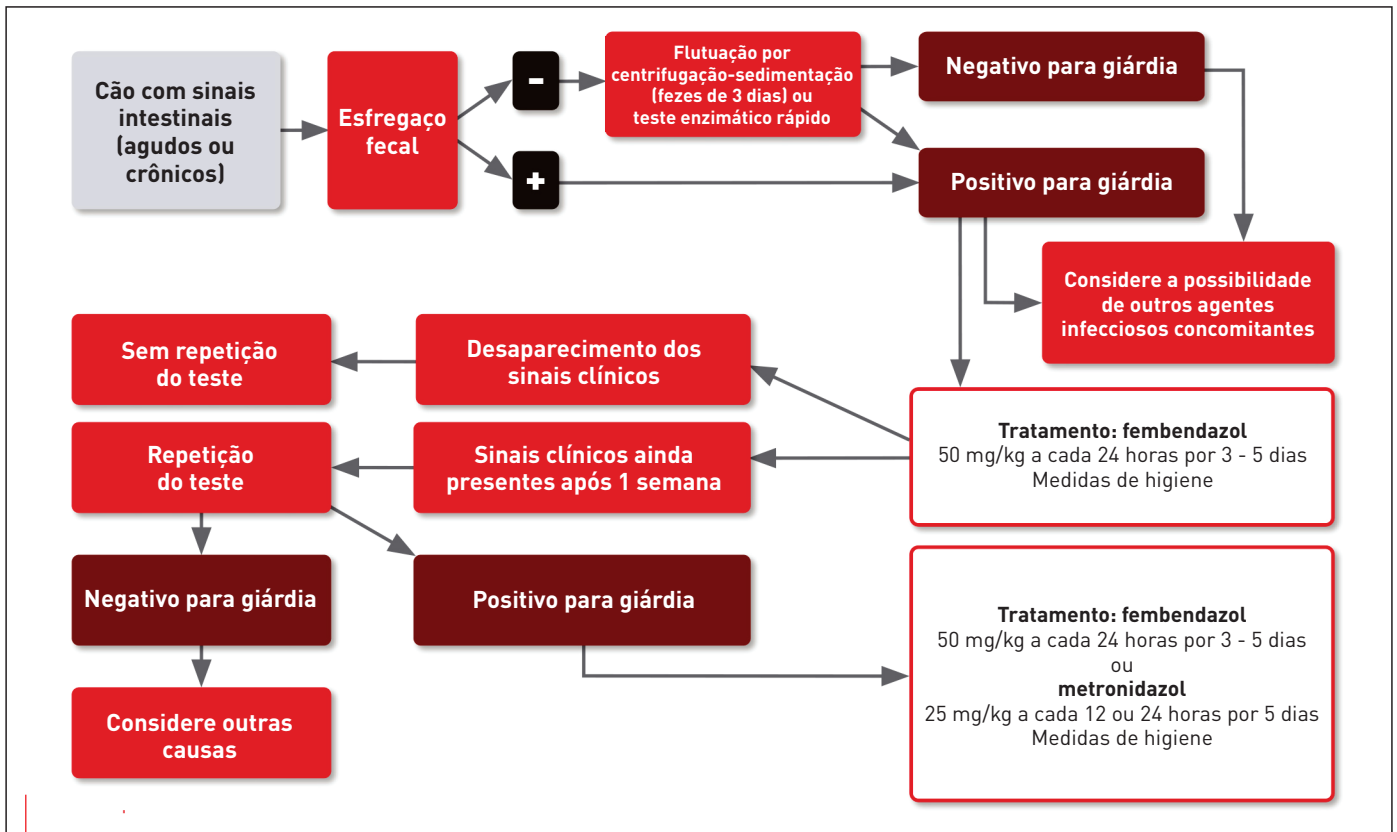 Cão com sinais
intestinais
(agudos ou
crônicos)
Esfregaço
fecal
-
+
Flutuação por
centrifugação-sedimentação
(fezes de 3 dias) ou
teste enzimático rápido
Negativo para giárdia
Positivo para giárdia
Considere a possibilidade
de outros agentes
infecciosos concomitantes
Sem repetição
do teste
Desaparecimento dos
sinais clínicos
Tratamento: fembendazol
50 mg/kg a cada 24 horas por 3 - 5 dias
Medidas de higiene
Repetição
do teste
Sinais clínicos ainda
presentes após 1 semana
Negativo para giárdia
Positivo para giárdia
Tratamento: fembendazol
50 mg/kg a cada 24 horas por 3 - 5 dias
ou
metronidazol
25 mg/kg a cada 12 ou 24 horas por 5 dias
Medidas de higiene
Considere outras
causas